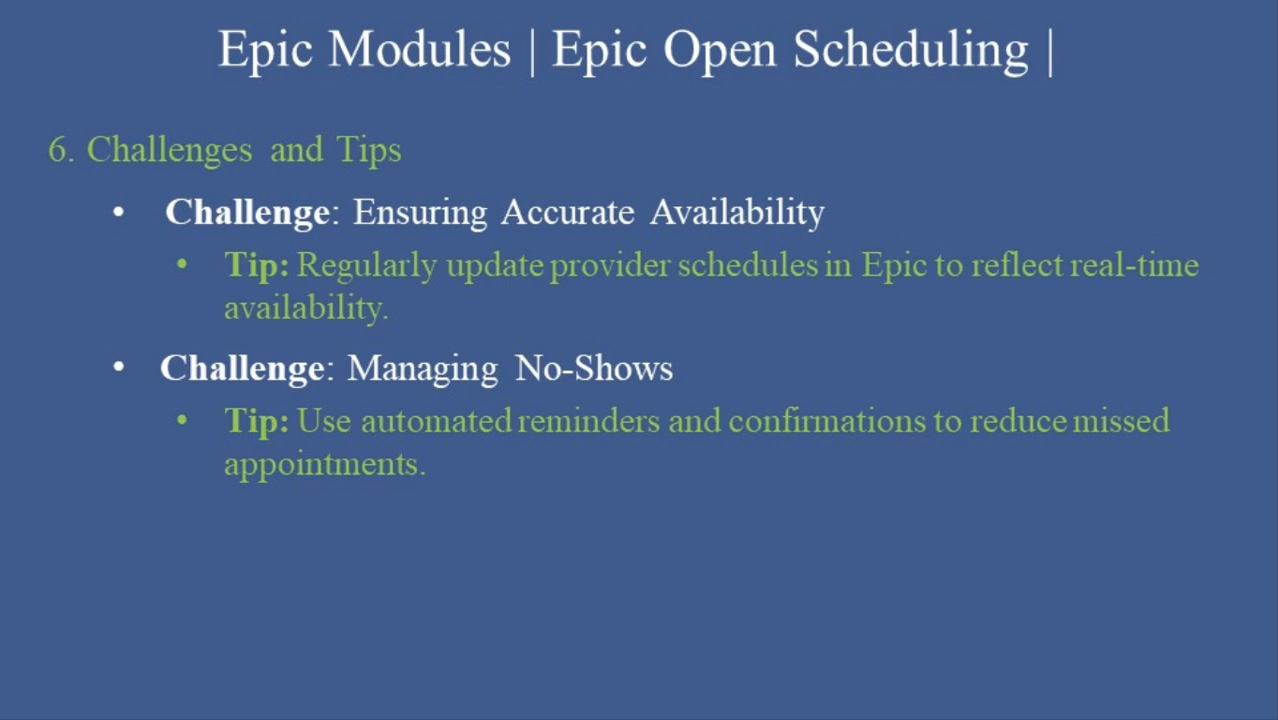 Epic Modules | Epic Open Scheduling |
6. Challenges and Tips
• Challenge: Ensuring Accurate Availability
• Tip: Regularly update provider schedules in Epic to reflect real-time
availability.
• Challenge: Managing No-Shows
• Tip: Use automated reminders and confirmations to reduce missed
appointments.